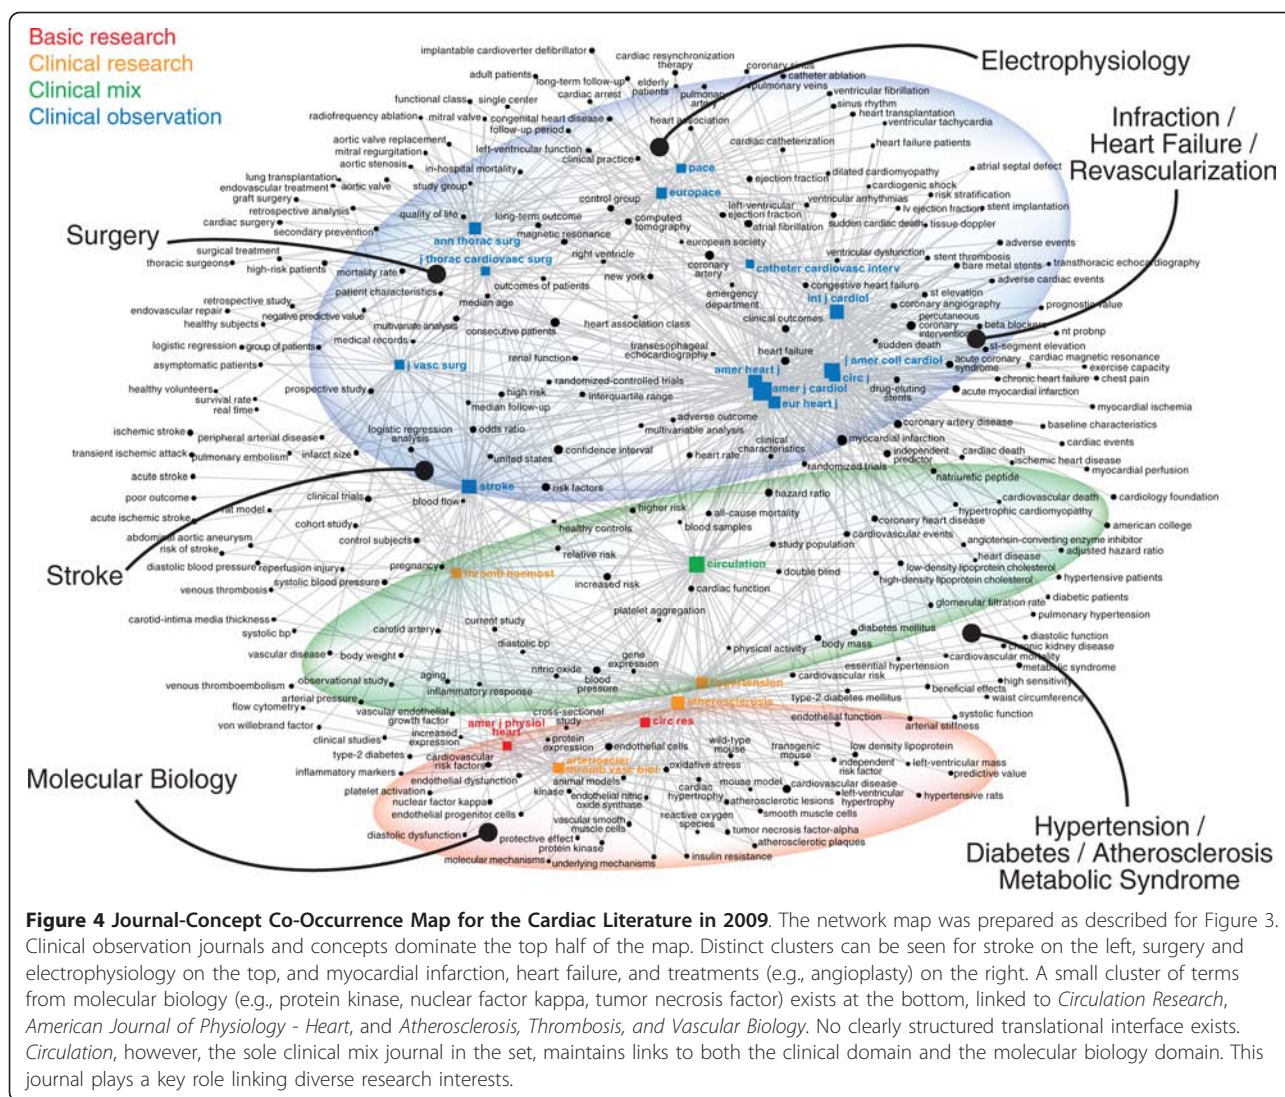 Basic research
Clinical research
Clinical mix
Clinical observation
Electrophysiology
Infraction /
Heart Failure /
Revascularization
Surgery
Stroke
Molecular Biology
Hypertension /
Diabetes / Atherosclerosis
Metabolic Syndrome
implantable cardioverter defibrillator
cardiac resynchronization
therapy
coronary sinus
catheter ablation
adult patients
long-term follow-up
elderly
patients
pulmonary veins
pulmonary
artery
ventricular fibrillation
functional class
single center
cardiac arrest
sinus rhythm
heart transplantation
radiofrequency ablation
mitral valve
congenital heart disease
heart association
ventricular tachycardia
follow-up period
aortic valve replacement
mitral regurgitation
aortic stenosis
left-ventricular function
clinical practice
cardiac catheterization
heart failure patients
in-hospital mortality
pace
atrial septal defect
lung transplantation
endovascular treatment
aortic valve
study group
europace
ejection fraction
dilated cardiomyopathy
cardiogenic shock
graft surgery
control group
left-ventricular
ejection fraction
ventricular arrhythmias
risk stratification
retrospective analysis
quality of life
long-term outcome
computed
tomography
atrial fibrillation
lv ejection fraction
stent implantation
cardiac surgery
secondary prevention
ann thorac surg
magnetic resonance
european society
sudden cardiac death
tissue doppler
surgical treatment
thoracic surgeons
high-risk patients
mortality rate
j thorac cardiovasc surg
right ventricle
coronary
artery
catheter cardiovasc interv
ventricular dysfunction
stent thrombosis
adverse events
bare metal stents
transthoracic echocardiography
new york
outcomes of patients
patient characteristics
median age
emergency
department
congestive heart failure
int j cardiol
st elevation
adverse cardiac events
coronary angiography
prognostic value
retrospective study
endovascular repair
negative predictive value
healthy subjects
multivariate analysis
consecutive patients
heart association class
clinical outcomes
percutaneous
coronary
intervention
beta blockers
nt probnp
medical records
logistic regression
group of patients
asymptomatic patients
j vasc surg
renal function
transesophageal
echocardiography
heart failure
sudden death
st-segment elevation
j amer coll cardiol
acute coronary
syndrome
cardiac magnetic resonance
exercise capacity
amer heart j
circ j
amer j cardiol
eur heart j
drug-eluting
stents
chronic heart failure
chest pain
acute myocardial infarction
healthy volunteers
prospective study
randomized-controlled trials
high risk
interquartile range
survival rate
real time
median follow-up
adverse outcome
multivariable analysis
coronary artery disease
myocardial ischemia
baseline characteristics
ischemic stroke
peripheral arterial disease
logistic regression
analysis
odds ratio
clinical
characteristics
myocardial infarction
independent
predictor
cardiac events
cardiac death
transient ischemic attack
pulmonary embolism
infarct size
united states
confidence interval
heart rate
randomized trials
ischemic heart disease
myocardial perfusion
acute stroke
stroke
risk factors
natriuretic peptide
poor outcome
clinical trials
blood flow
hazard ratio
cardiovascular death
cardiology foundation
rat model
higher risk
all-cause mortality
hypertrophic cardiomyopathy
acute ischemic stroke
cohort study
healthy controls
blood samples
coronary heart disease
american college
abdominal aortic aneurysm
control subjects
cardiovascular events
angiotensin-converting enzyme inhibitor
risk of stroke
relative risk
study population
heart disease
adjusted hazard ratio
diastolic blood pressure
reperfusion injury
pregnancy
thromb haemost
circulation
low-density lipoprotein cholesterol
systolic blood pressure
increased risk
double blind
high-density lipoprotein cholesterol
hypertensive patients
venous thrombosis
cardiac function
diabetic patients
glomerular filtration rate
pulmonary hypertension
carotid-intima media thickness
systolic bp
carotid artery
current study
platelet aggregation
diabetes mellitus
body mass
diastolic function
chronic kidney disease
diastolic bp
vascular disease
body weight
gene
expression
physical activity
cardiovascular mortality
essential hypertension
metabolic syndrome
venous thromboembolism
observational study
aging
nitric oxide
blood
pressure
cardiovascular risk
high sensitivity
inflammatory response
hypertension
beneficial effects
arterial pressure
type-2 diabetes mellitus
waist circumference
flow cytometry
vascular endothelial
growth factor
atherosclerosis
cross-sectional
study
systolic function
von willebrand factor
amer j physiol
heart
circ res
endothelial function
arterial stiffness
clinical studies
increased
expression
protein
expression
endothelial cells
wild-type
mouse
transgenic
mouse
low density lipoprotein
type-2 diabetes
cardiovascular
risk factors
arterioscler
thromb vasc biol
oxidative stress
independent
risk factor
left-ventricular mass
inflammatory markers
endothelial dysfunction
animal models
predictive value
platelet activation
kinase
endothelial nitric
oxide synthase
cardiac
hypertrophy
mouse model
cardiovascular disease
left-ventricular
hypertrophy
hypertensive rats
nuclear factor kappa
atherosclerotic lesions
endothelial progenitor cells
vascular smooth
muscle cells
reactive oxygen
species
smooth muscle cells
diastolic dysfunction
protective effect
tumor necrosis factor-alpha
protein kinase
atherosclerotic plaques
molecular mechanisms
underlying mechanisms
insulin resistance
Figure 4 Journal-Concept Co-Occurrence Map for the Cardiac Literature in 2009. The network map was prepared as described for Figure 3.
Clinical observation journals and concepts dominate the top half of the map. Distinct clusters can be seen for stroke on the left, surgery and
electrophysiology on the top, and myocardial infarction, heart failure, and treatments (e.g., angioplasty) on the right. A small cluster of terms
from molecular biology (e.g., protein kinase, nuclear factor kappa, tumor necrosis factor) exists at the bottom, linked to Circulation Research,
American Journal of Physiology - Heart, and Atherosclerosis, Thrombosis, and Vascular Biology. No clearly structured translational interface exists.
Circulation, however, the sole clinical mix journal in the set, maintains links to both the clinical domain and the molecular biology domain. This
journal plays a key role linking diverse research interests.